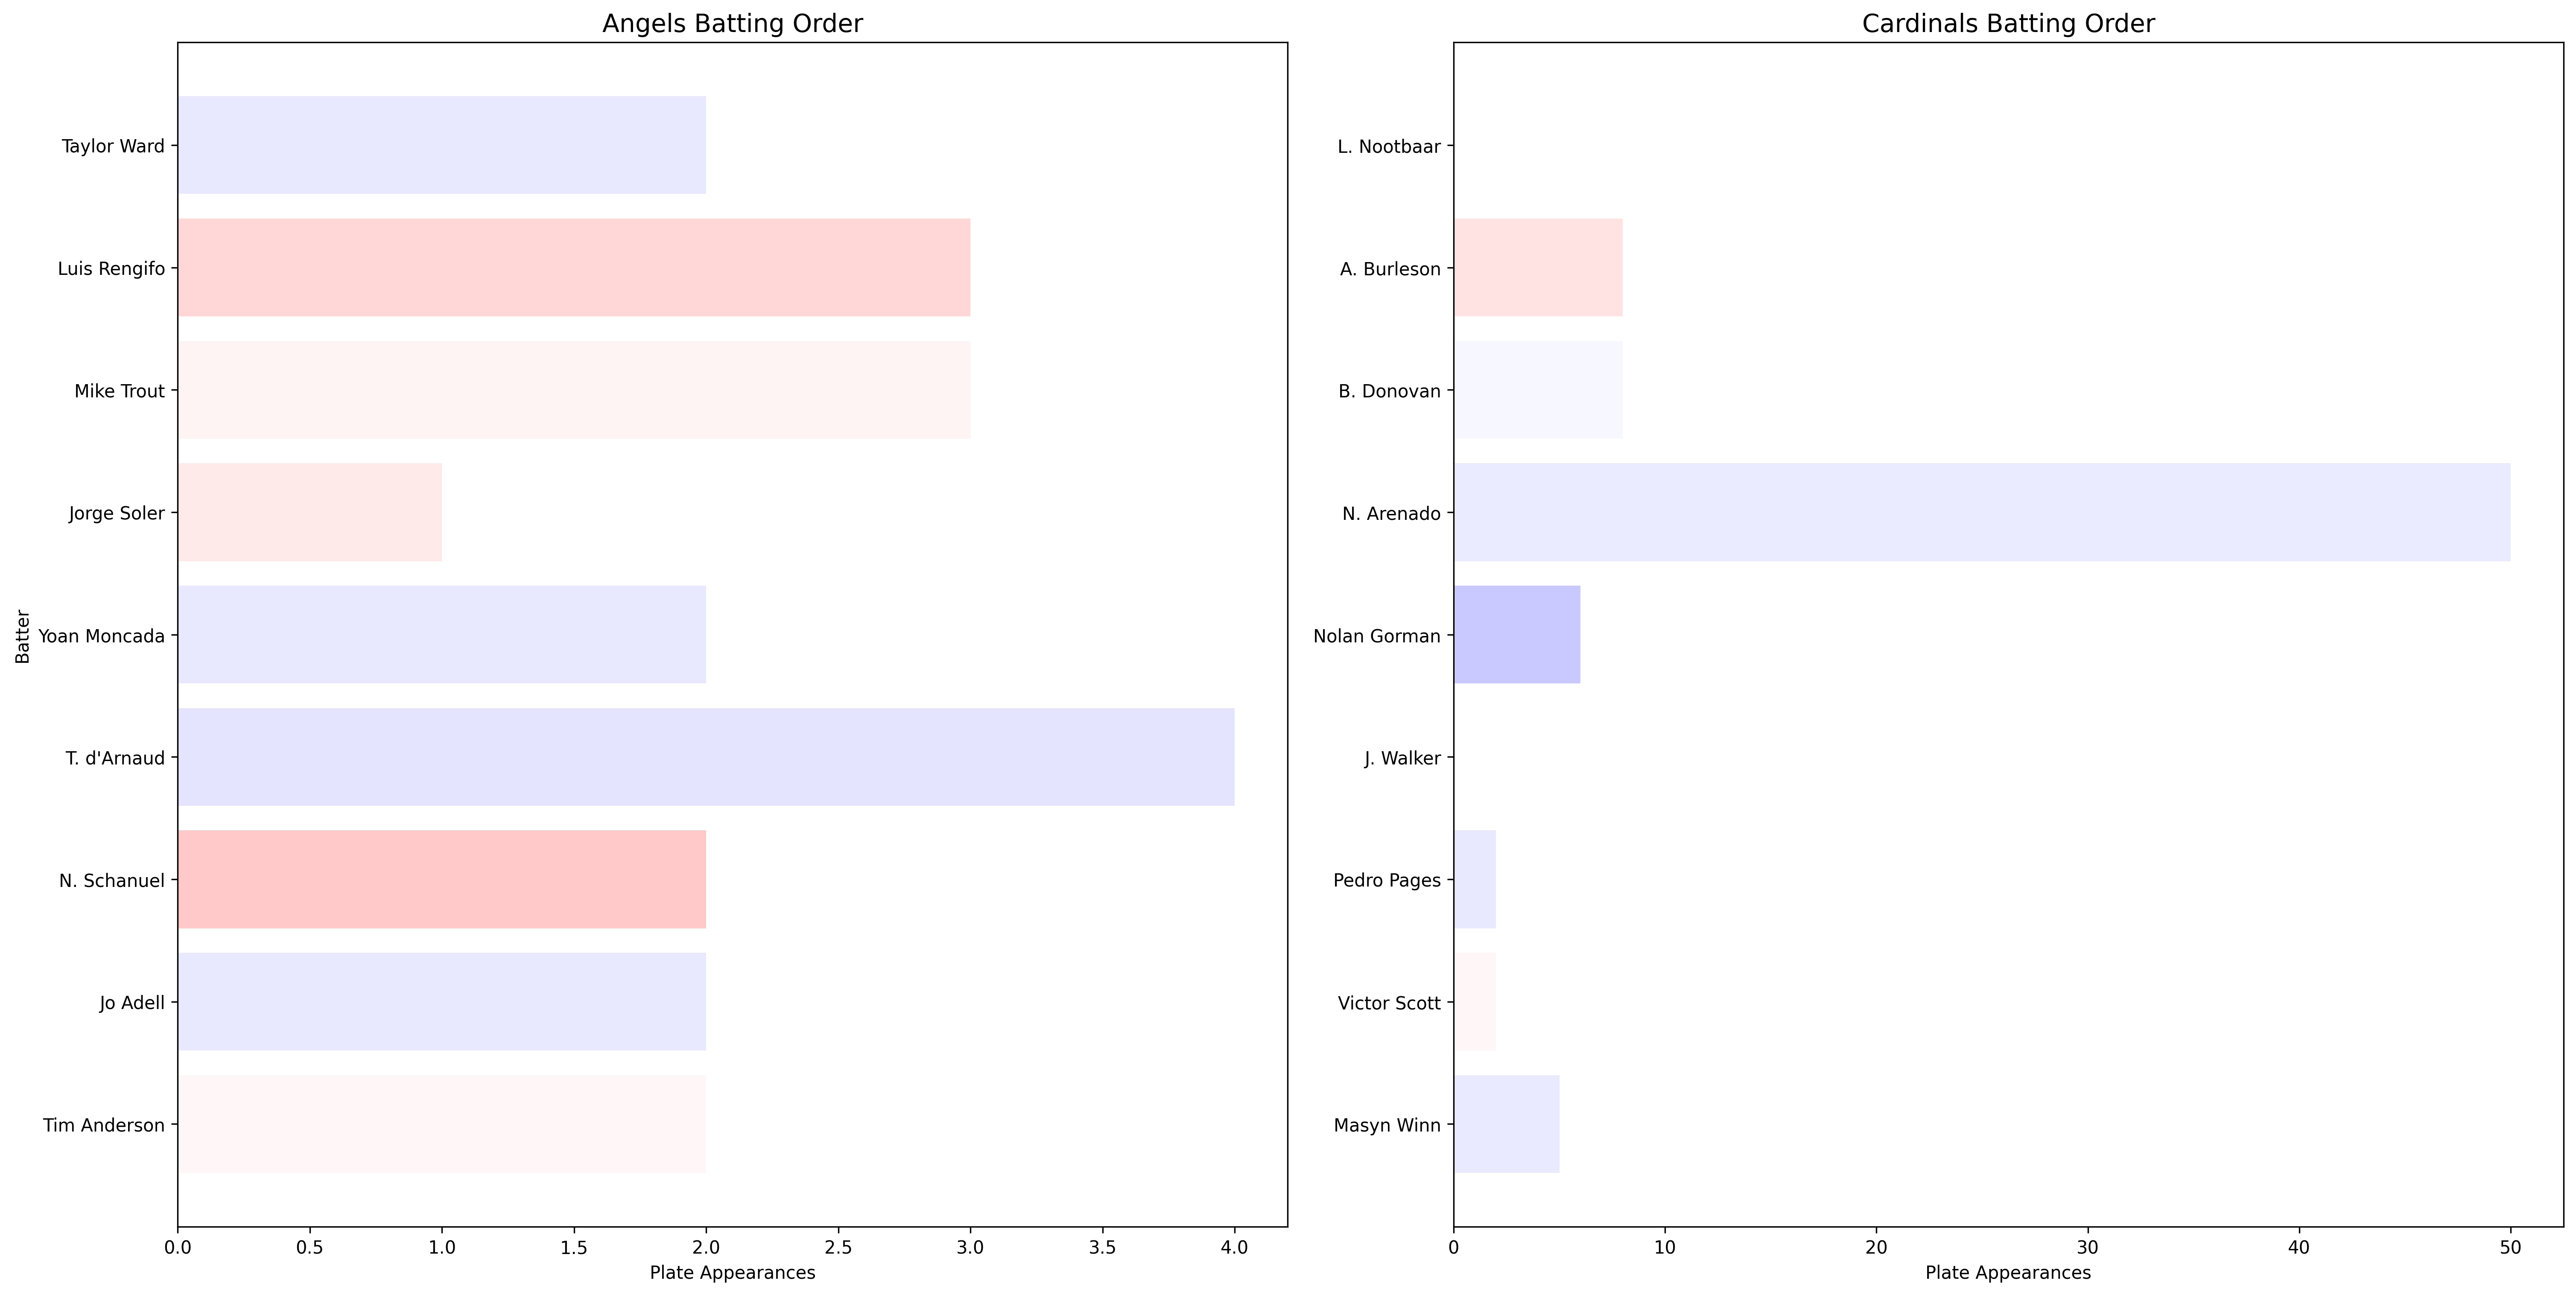 Angels Batting Order
Batter
Taylor Ward
Luis Rengifo
Mike Trout
Jorge Soler
Yoan Moncada
T. d'Arnaud
N. Schanuel
Jo Adell
Tim Anderson
0.0 0.5 1.0 1.5 2.0 2.5 3.0 3.5 4.0
Plate Appearances
Cardinals Batting Order
L. Nootbaar
A. Burleson
B. Donovan
N. Arenado
Nolan Gorman
J. Walker
Pedro Pages
Victor Scott
Masyn Winn
0 10 20 30 40 50
Plate Appearances